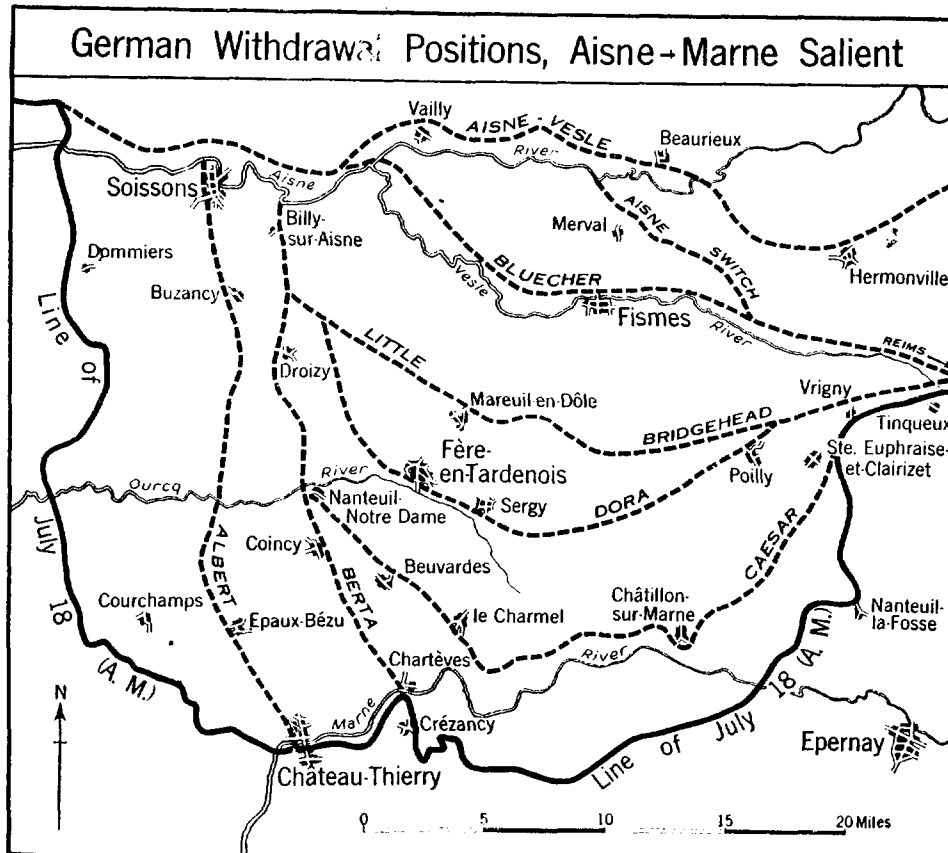 German Withdrawal Positions, Aisne-Marne Salient
Vailly
AISNE-VESLE
River
Beaurieux
Aisne
Soissons
Billy-
sur-Aisne
Merval
AISNE
SWITCH
Hermonville
Dommiers
Buzancy
Vesle
BLUECHER
Fismes
River
REIMS
Line of July 18 (A. M.)
LITTLE
Droizy
Mareuil-en-Dôle
BRIDGEHEAD
Vrigny
Tinqueux
Fère-
en-Tardenois
Poilly
Ste. Euphraise-
et-Clairizet
Ourcq
River
Nanteuil-
Notre Dame
Sergy
DORA
CAESAR
ALBERT
Coincy
BERTA
Beuvardes
Courchamps
Epaux-Bézu
le Charmel
Châtillon-
sur-Marne
Nanteuil-
la-Fosse
Chartèves
River
N
Marne
Crézancy
Line of July 18 (A. M.)
Epernay
Château-Thierry
0 5 10 15 20 Miles